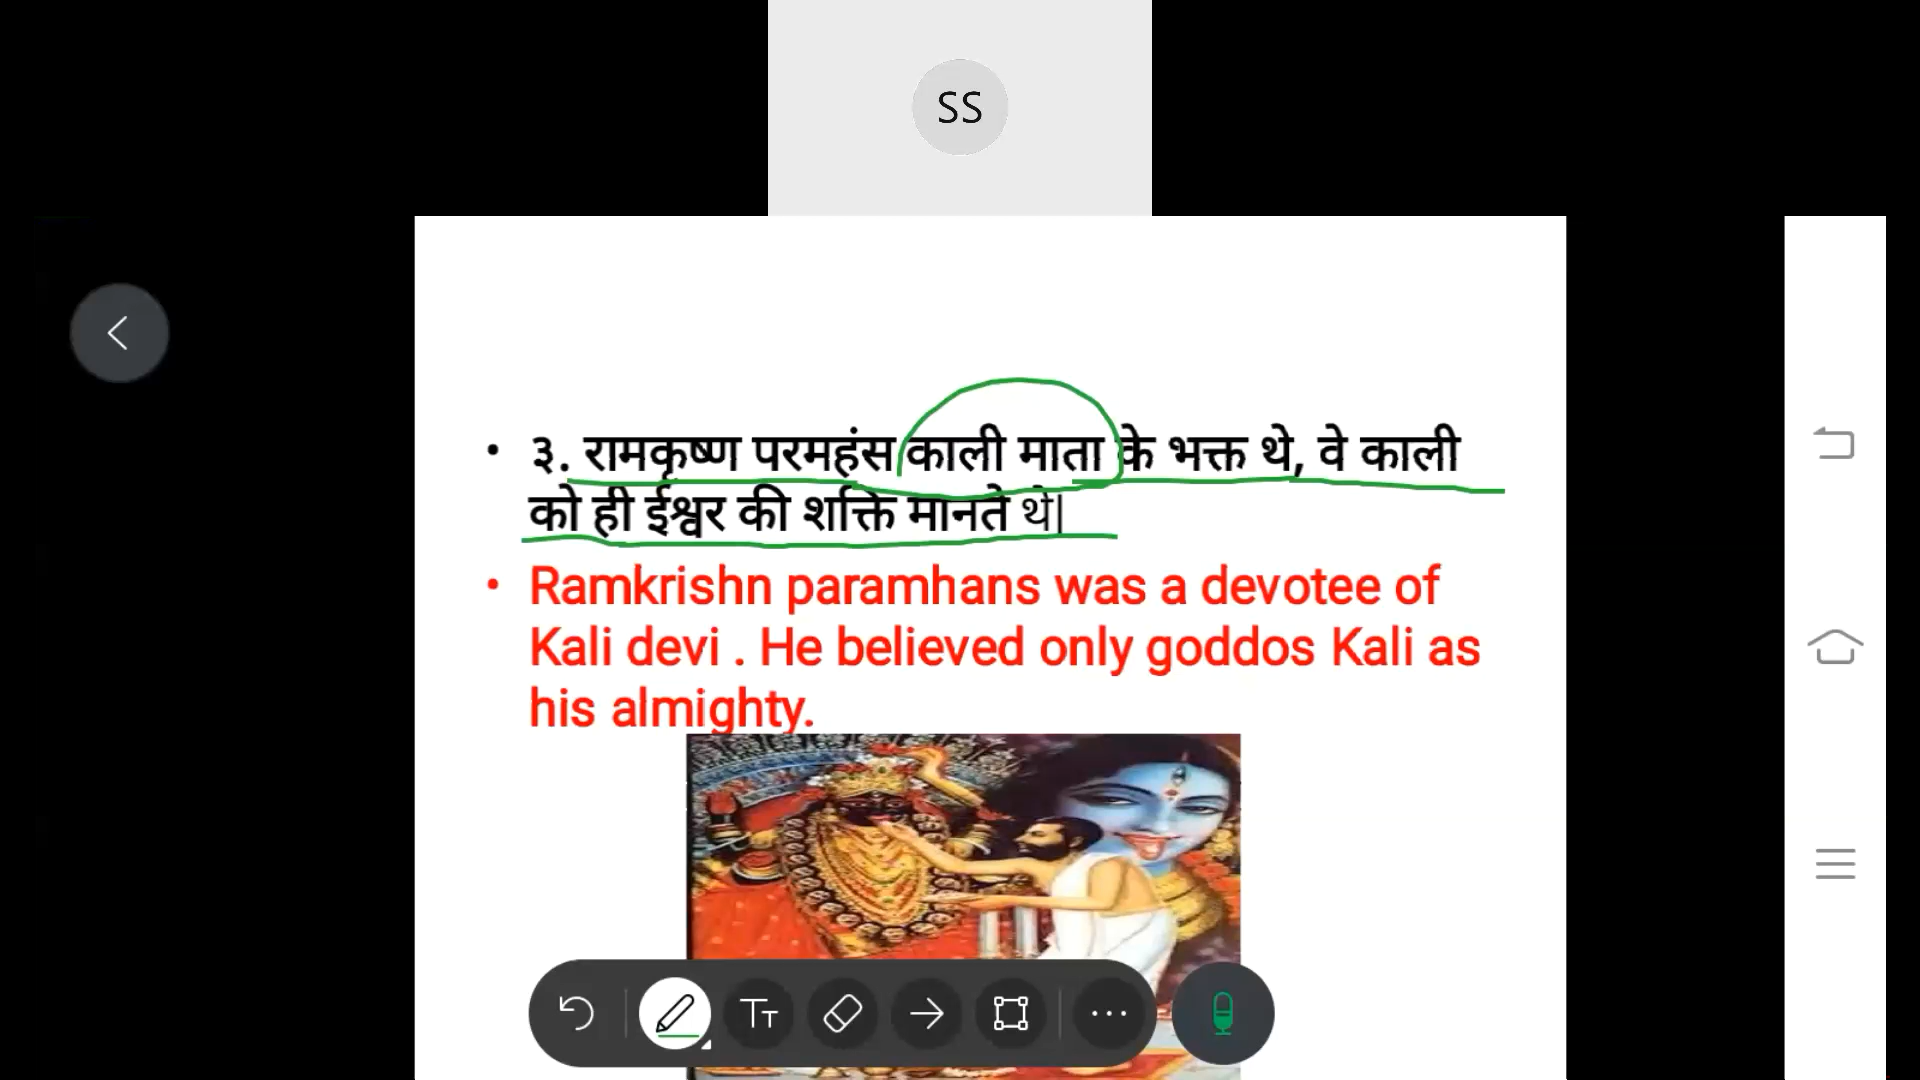 SS
• ३. रामकृष्ण परमहंस काली माता के भक्त थे, वे काली
को ही ईश्वर की शक्ति मानते थे|
• Ramkrishn paramhans was a devotee of
Kali devi . He believed only goddos Kali as
his almighty.
TT